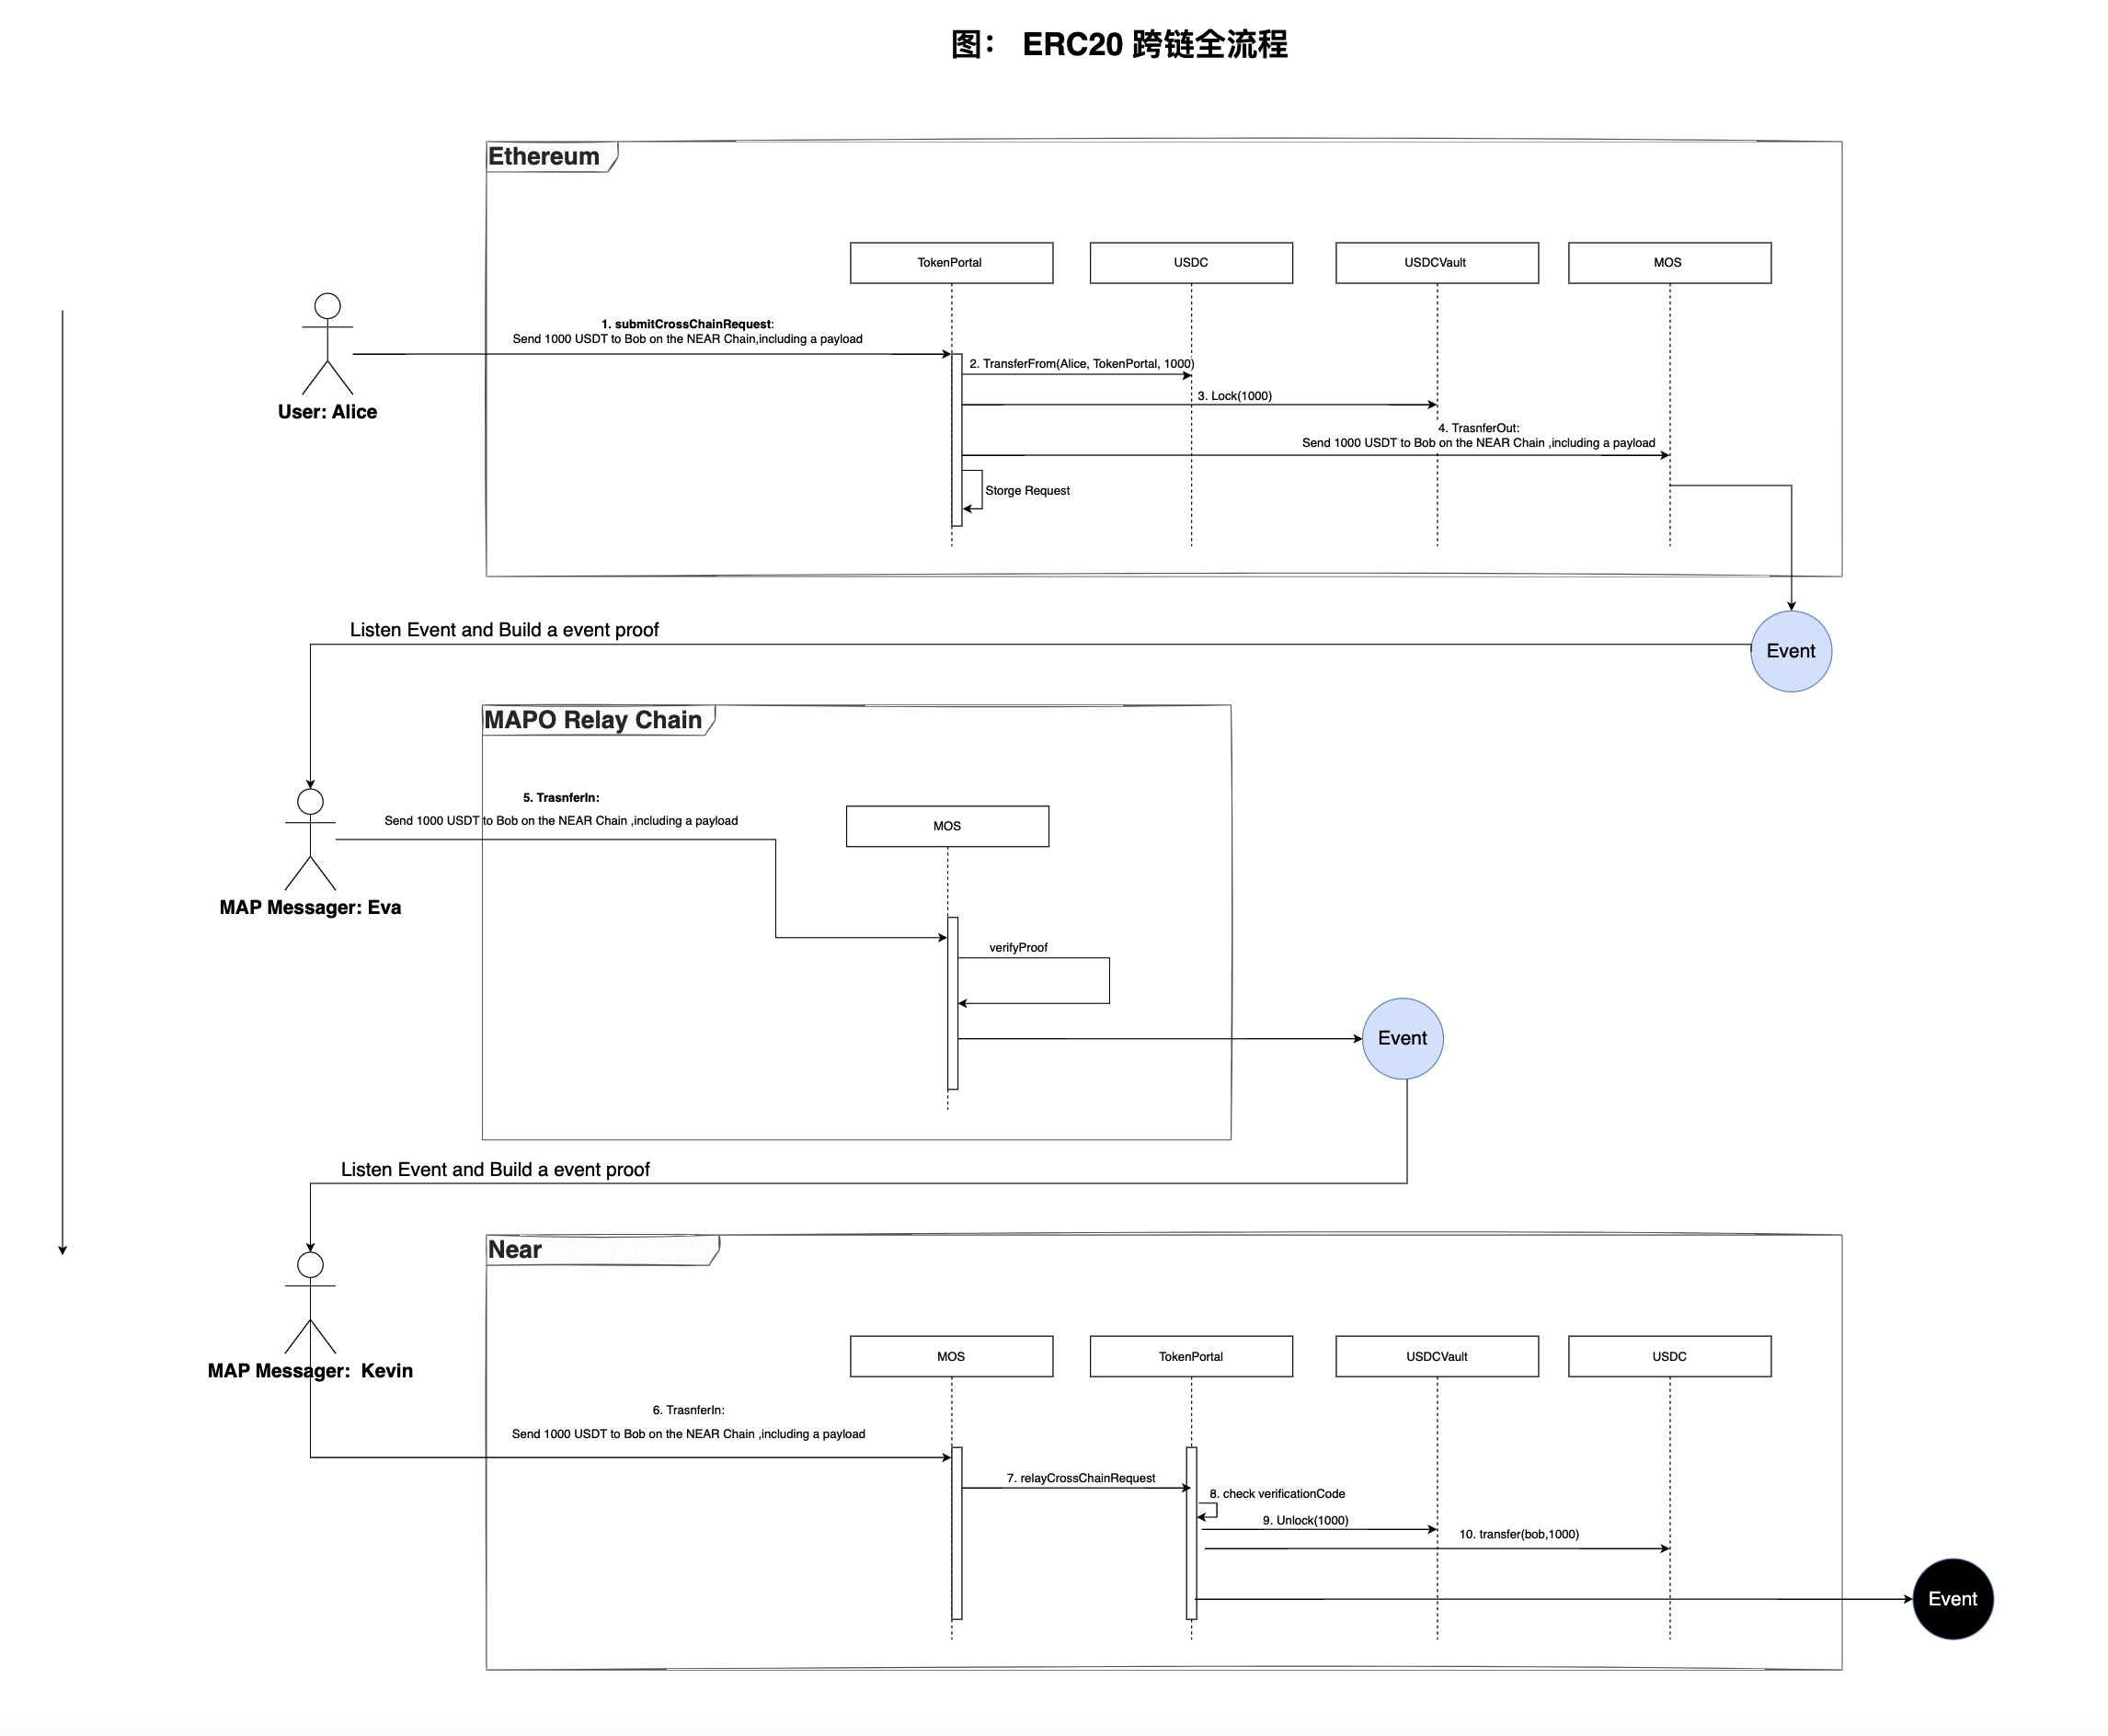 图： ERC20 跨链全流程
Ethereum
TokenPortal
USDC
USDCVault
MOS
1. submitCrossChainRequest:
Send 1000 USDT to Bob on the NEAR Chain,including a payload
2. TransferFrom(Alice, TokenPortal, 1000)
3. Lock(1000)
User: Alice
4. TrasnferOut:
Send 1000 USDT to Bob on the NEAR Chain ,including a payload
Storge Request
Listen Event and Build a event proof
Event
MAPO Relay Chain
5. TrasnferIn:
Send 1000 USDT to Bob on the NEAR Chain ,including a payload
MOS
MAP Messager: Eva
verifyProof
Event
Listen Event and Build a event proof
Near
MOS
TokenPortal
USDCVault
USDC
MAP Messager:  Kevin
6. TrasnferIn:
Send 1000 USDT to Bob on the NEAR Chain ,including a payload
7. relayCrossChainRequest
8. check verificationCode
9. Unlock(1000)
10. transfer(bob,1000)
Event